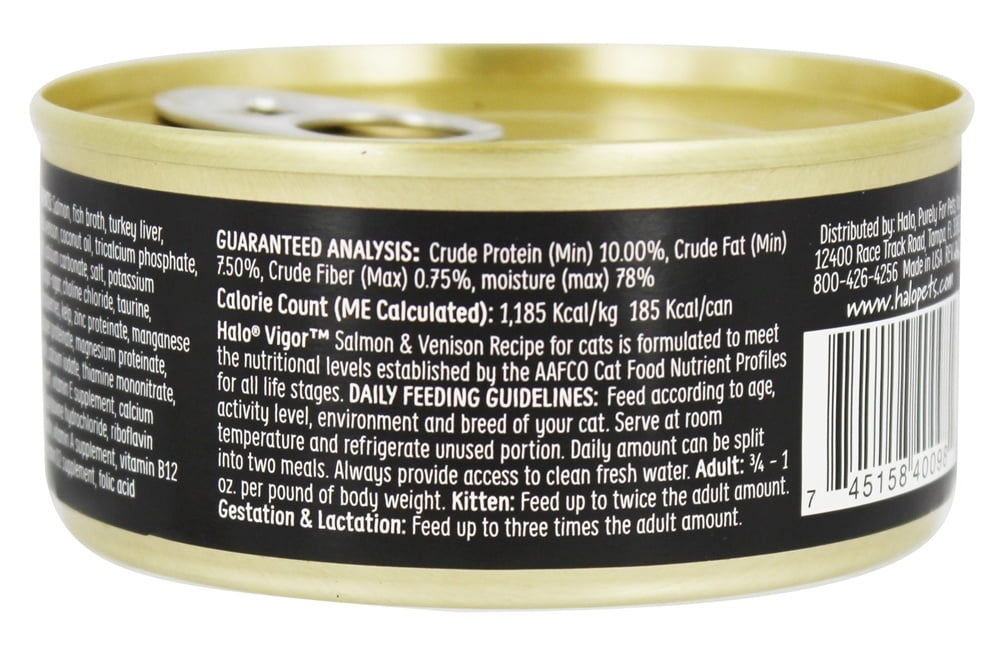 Salmon, fish broth, turkey liver,
coconut oil, tricalcium phosphate,
carbonate, salt, potassium
choline chloride, taurine,
kelp, zinc proteinate, manganese
magnesium proteinate,
thiamine mononitrate,
E supplement, calcium
hydrochloride, riboflavin
A supplement, vitamin B12
supplement, folic acid
GUARANTEED ANALYSIS: Crude Protein (Min) 10.00%, Crude Fat (Min)
7.50%, Crude Fiber (Max) 0.75%, moisture (max) 78%
Calorie Count (ME Calculated): 1,185 Kcal/kg 185 Kcal/can
Halo® Vigor™ Salmon & Venison Recipe for cats is formulated to meet
the nutritional levels established by the AAFCO Cat Food Nutrient Profiles
for all life stages. DAILY FEEDING GUIDELINES: Feed according to age,
activity level, environment and breed of your cat. Serve at room
temperature and refrigerate unused portion. Daily amount can be split
into two meals. Always provide access to clean fresh water. Adult: ¾ - 1
oz. per pound of body weight. Kitten: Feed up to twice the adult amount.
Gestation & Lactation: Feed up to three times the adult amount.
Distributed by: Halo, Purely For Pets
12400 Race Track Road, Tampa, FL
800-426-4256 Made in USA
www.halopets.com
7 45158 4009